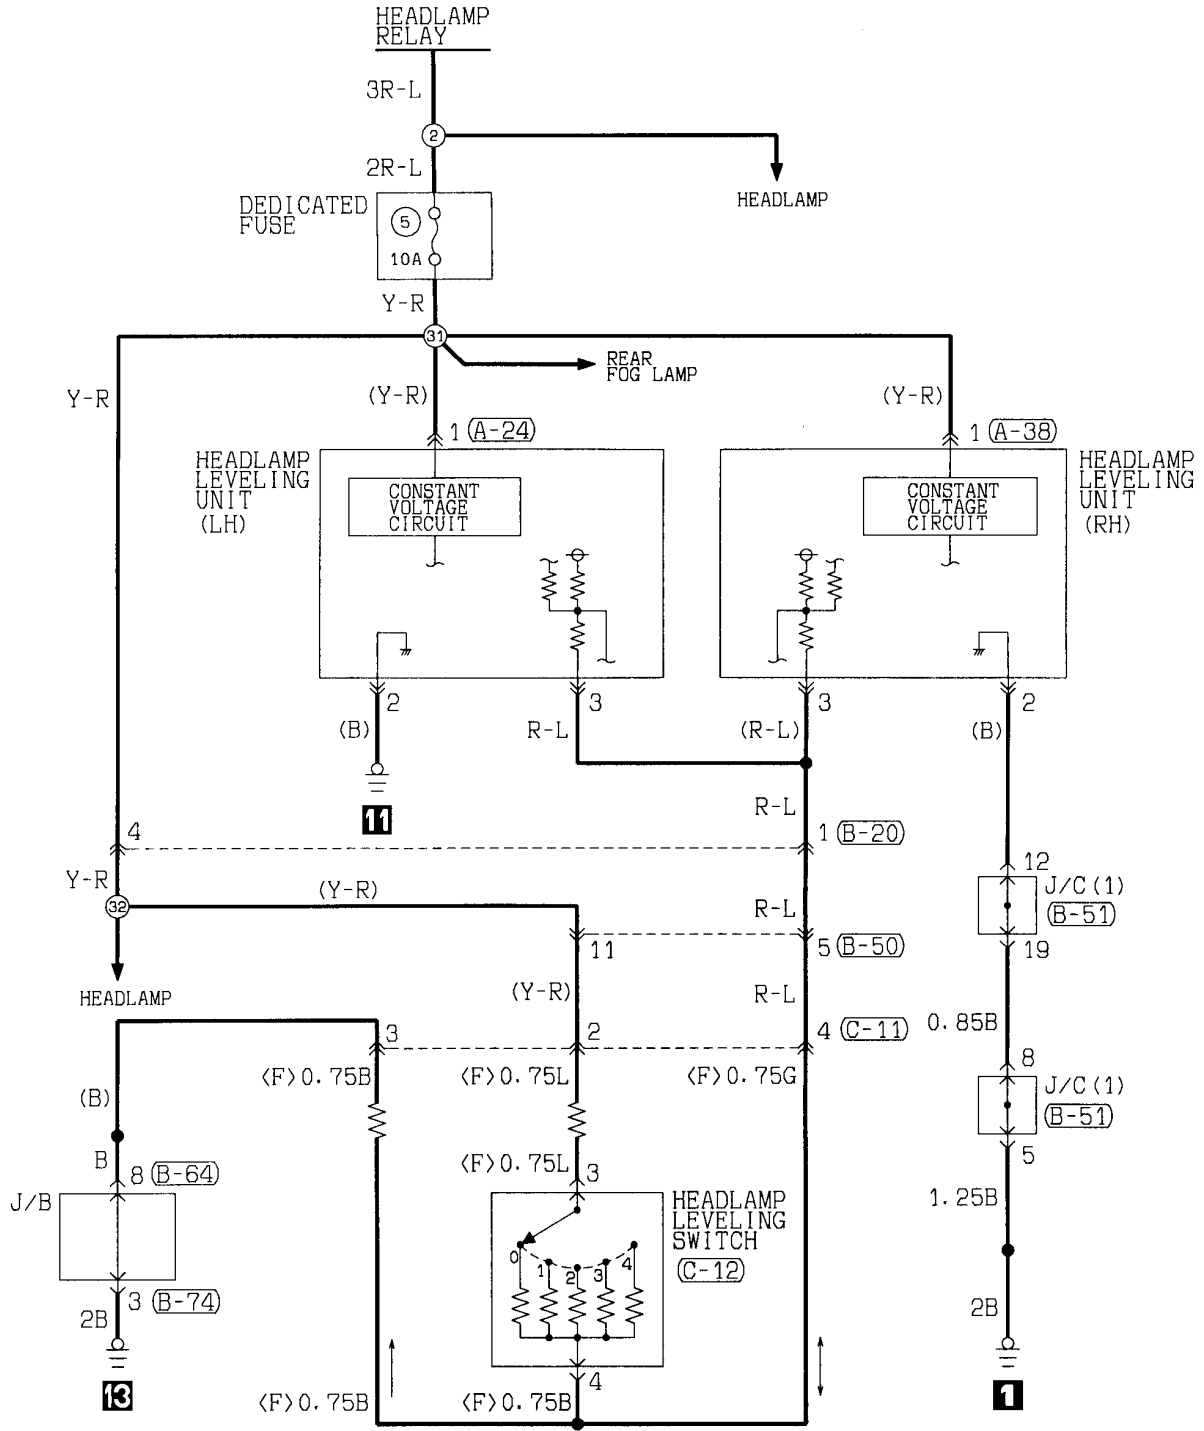 HEADLAMP
RELAY
3R-L
2
2R-L
HEADLAMP
DEDICATED
FUSE
5
10A
Y-R
31
REAR
FOG LAMP
Y-R
(Y-R)
(Y-R)
1 (A-24)
1 (A-38)
HEADLAMP
LEVELING
UNIT
(LH)
CONSTANT
VOLTAGE
CIRCUIT
CONSTANT
VOLTAGE
CIRCUIT
HEADLAMP
LEVELING
UNIT
(RH)
2
3
3
2
(B)
R-L
(R-L)
(B)
11
R-L
4
1 (B-20)
Y-R
(Y-R)
32
12
J/C(1)
(B-51)
R-L
11
5 (B-50)
19
HEADLAMP
(Y-R)
R-L
3
2
4 (C-11)
0.85B
<F>0.75B
<F>0.75L
<F>0.75G
8
J/C(1)
(B-51)
(B)
B
8 (B-64)
<F>0.75L
3
5
J/B
HEADLAMP
LEVELING
SWITCH
(C-12)
1.25B
0
1
2
3
4
3 (B-74)
2B
2B
13
4
1
<F>0.75B
<F>0.75B